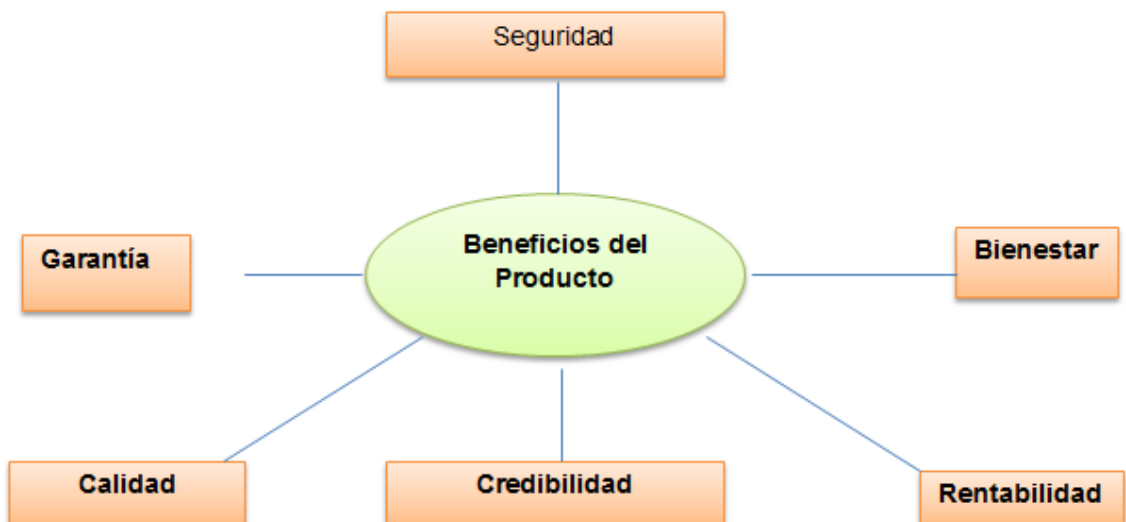 Seguridad
Beneficios del
Producto
Garantía
Bienestar
Calidad
Credibilidad
Rentabilidad